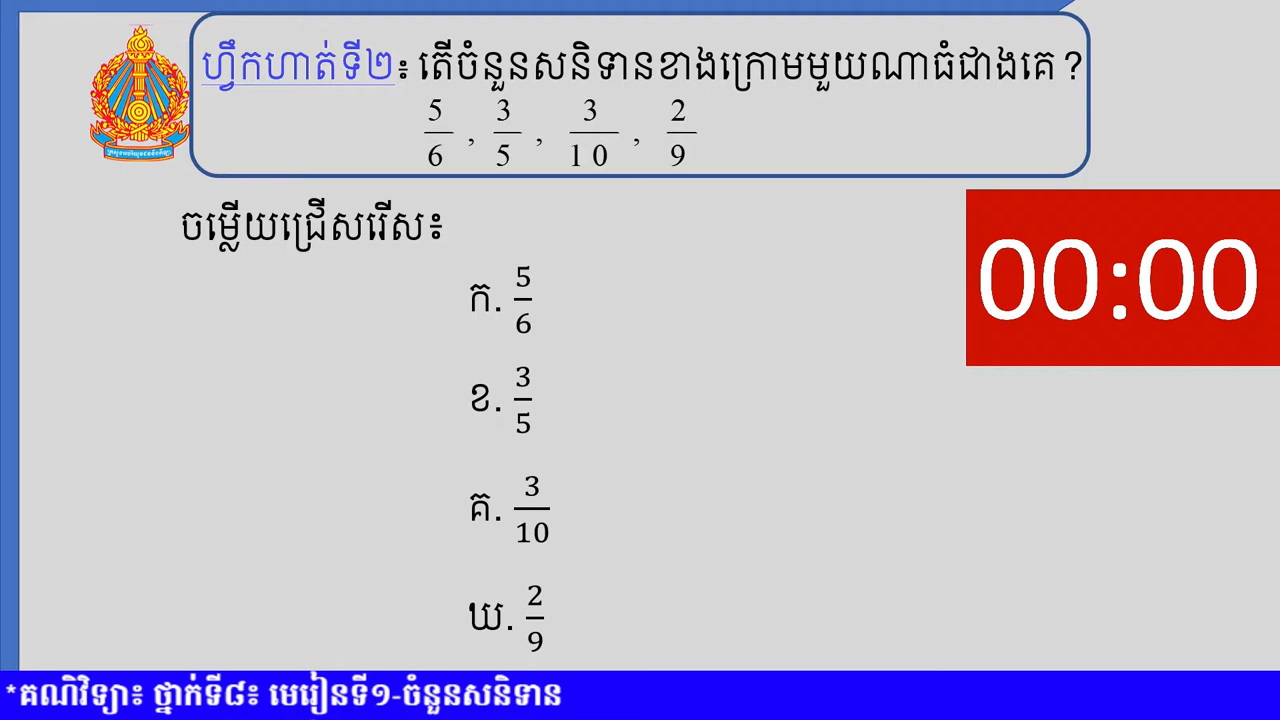 ហ្វឹកហាត់ទី២៖ តើចំនួនសនិទានខាងក្រោមមួយណាធំជាងគេ ?
5/6 , 3/5 , 3/10 , 2/9
ចម្លើយជ្រើសរើស៖
ក. 5/6
ខ. 3/5
គ. 3/10
ឃ. 2/9
00:00
*គណិវិទ្យា៖ ថ្នាក់ទី៨៖ មេរៀនទី១-ចំនួនសនិទាន